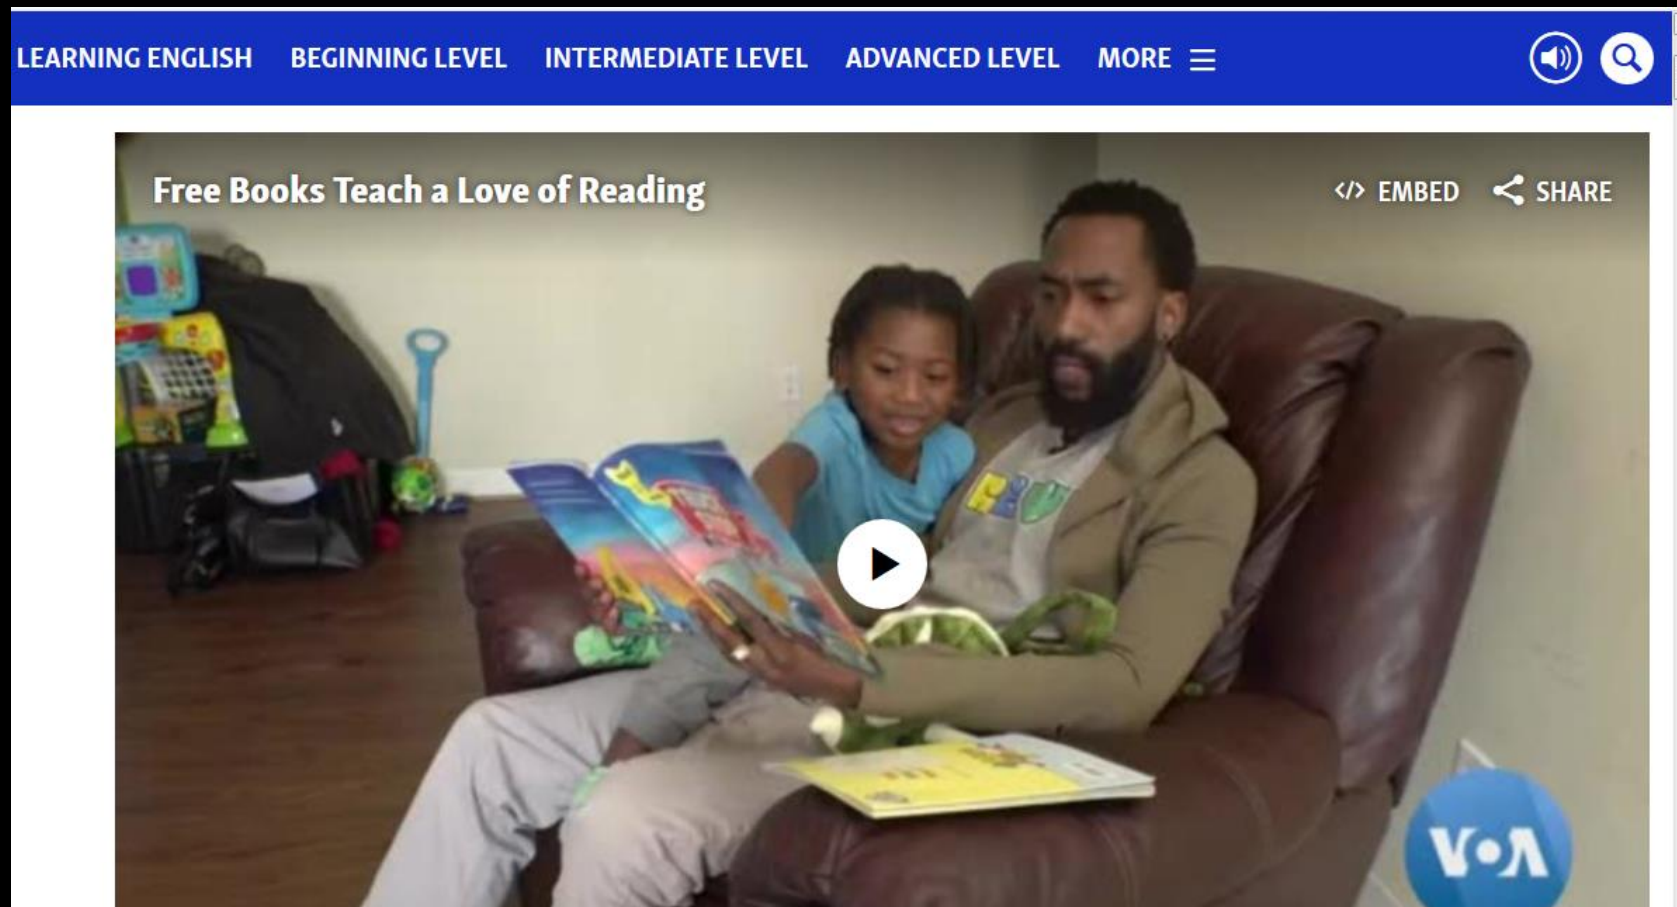 LEARNING ENGLISH BEGINNING LEVEL INTERMEDIATE LEVEL ADVANCED LEVEL MORE
Free Books Teach a Love of Reading </> EMBED SHARE
VOA